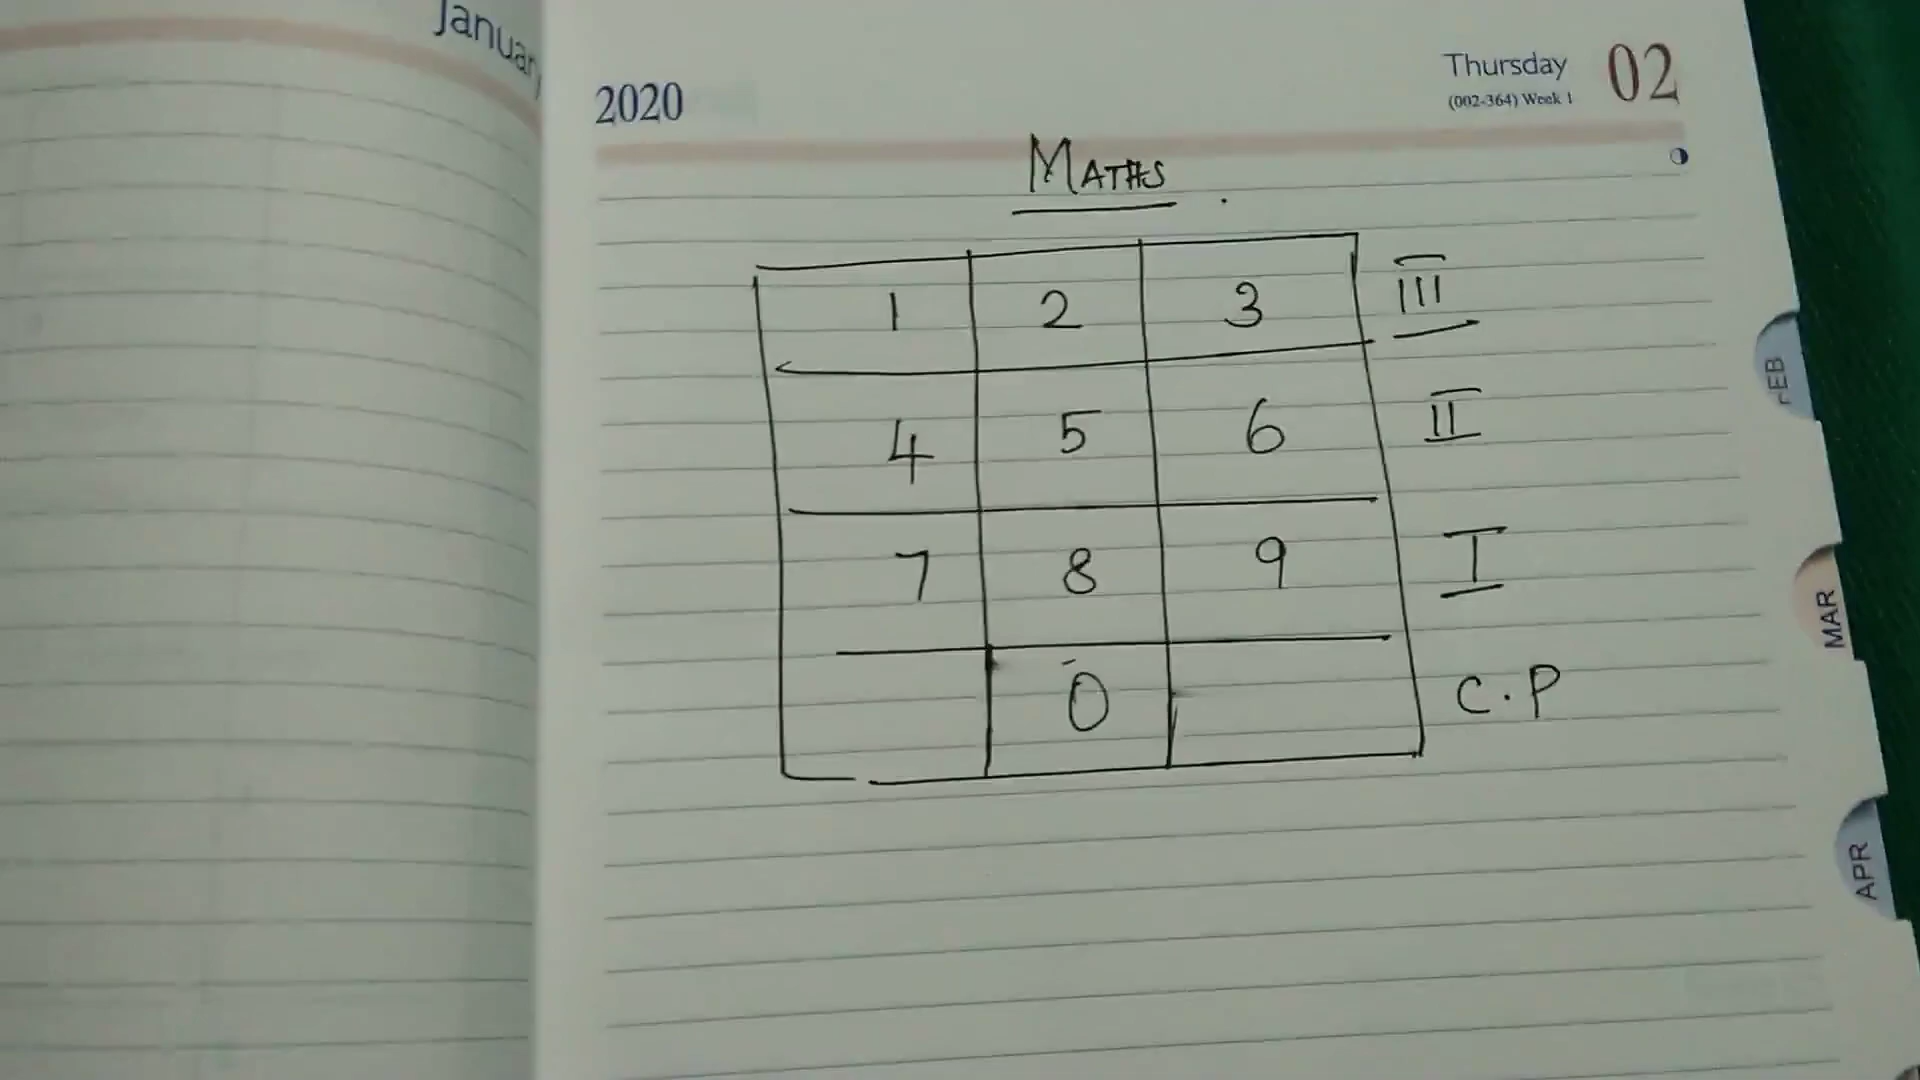 January
2020
Thursday 02
(002-364) Week 1
MATHS
1 2 3 III
4 5 6 II
7 8 9 I
0 C.P
FEB
MAR
APR